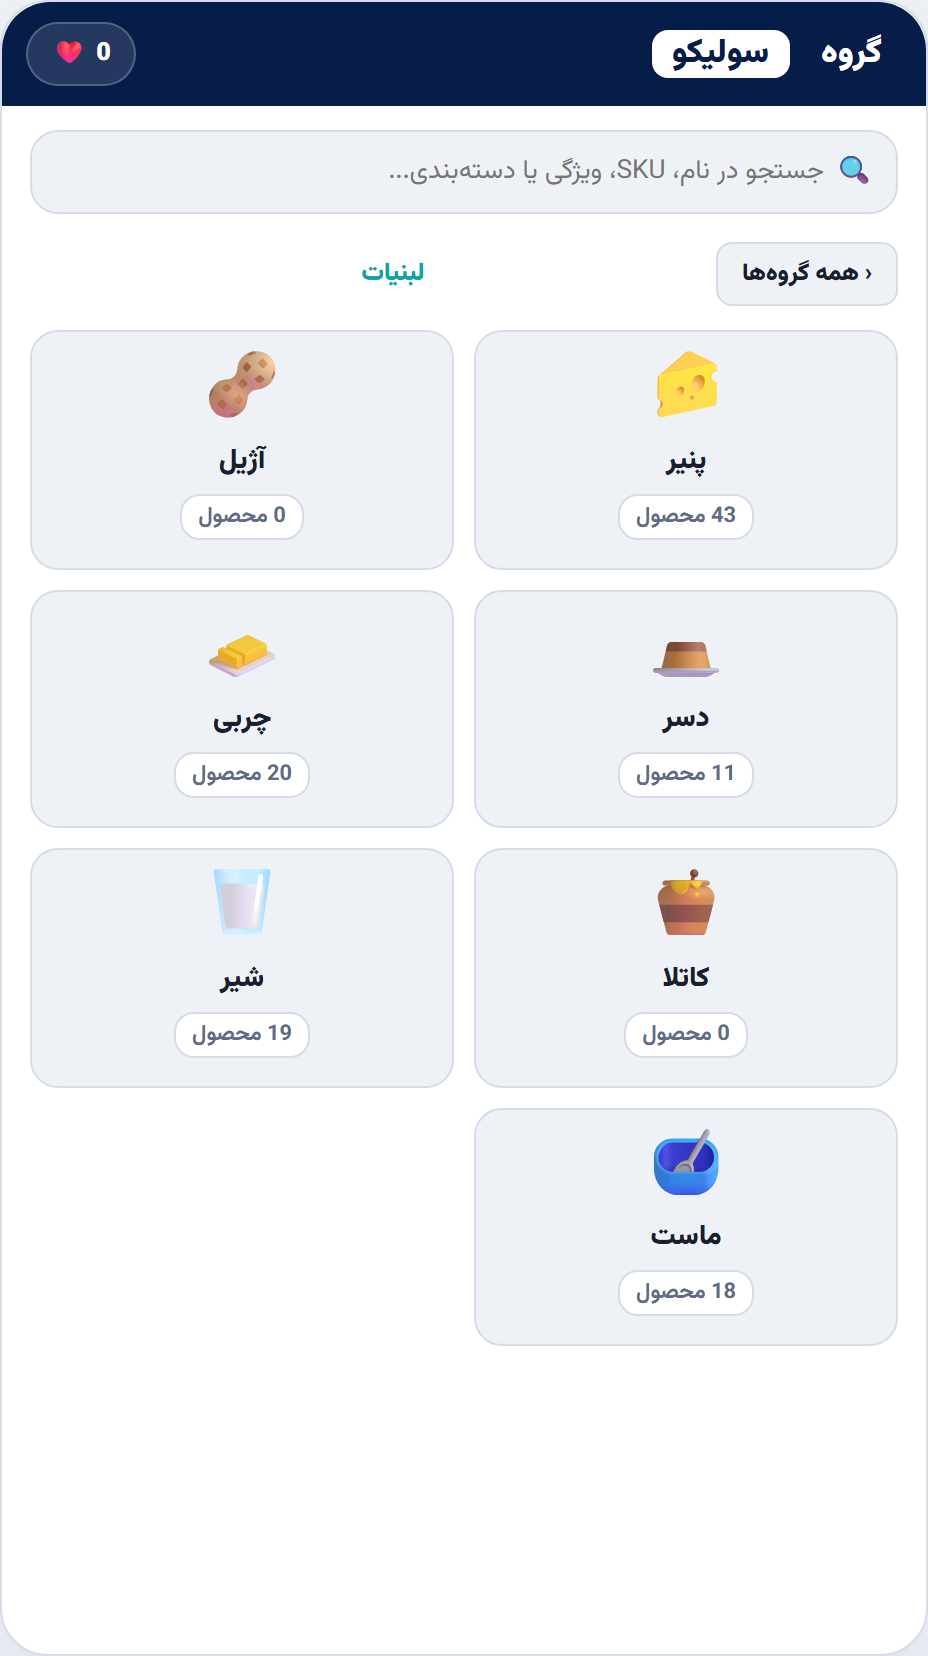 گروه سولیکو
0
جستجو در نام، SKU، ویژگی یا دسته‌بندی...
‹ همه گروه‌ها
لبنیات
پنیر
43 محصول
آژیل
0 محصول
دسر
11 محصول
چربی
20 محصول
کاتلا
0 محصول
شیر
19 محصول
ماست
18 محصول